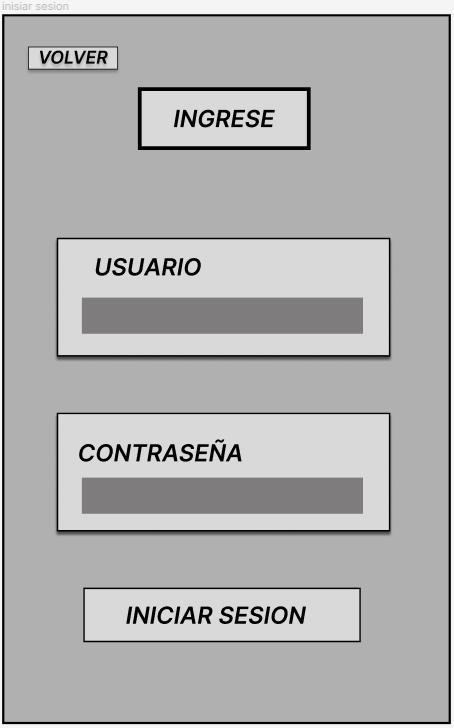 inisiar sesion
VOLVER
INGRESE
USUARIO
CONTRASEÑA
INICIAR SESION